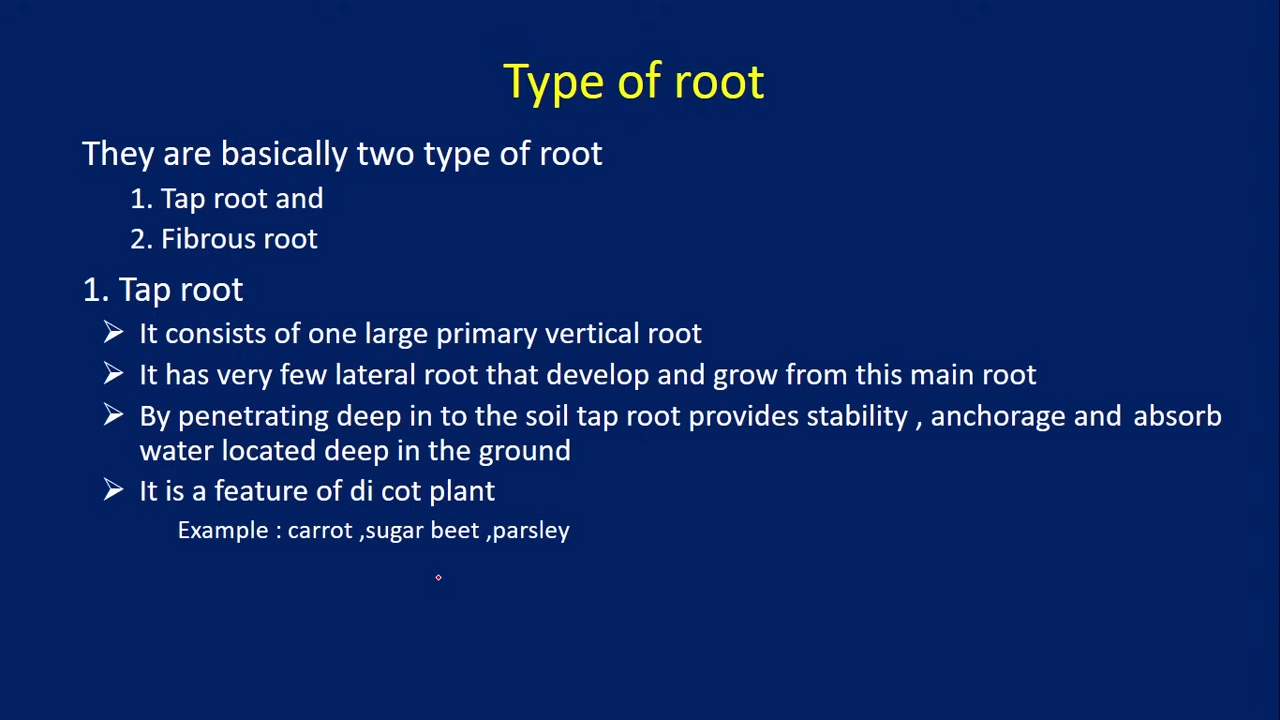 Type of root
They are basically two type of root
1. Tap root and
2. Fibrous root
1. Tap root
➢ It consists of one large primary vertical root
➢ It has very few lateral root that develop and grow from this main root
➢ By penetrating deep in to the soil tap root provides stability , anchorage and absorb
water located deep in the ground
➢ It is a feature of di cot plant
Example : carrot ,sugar beet ,parsley